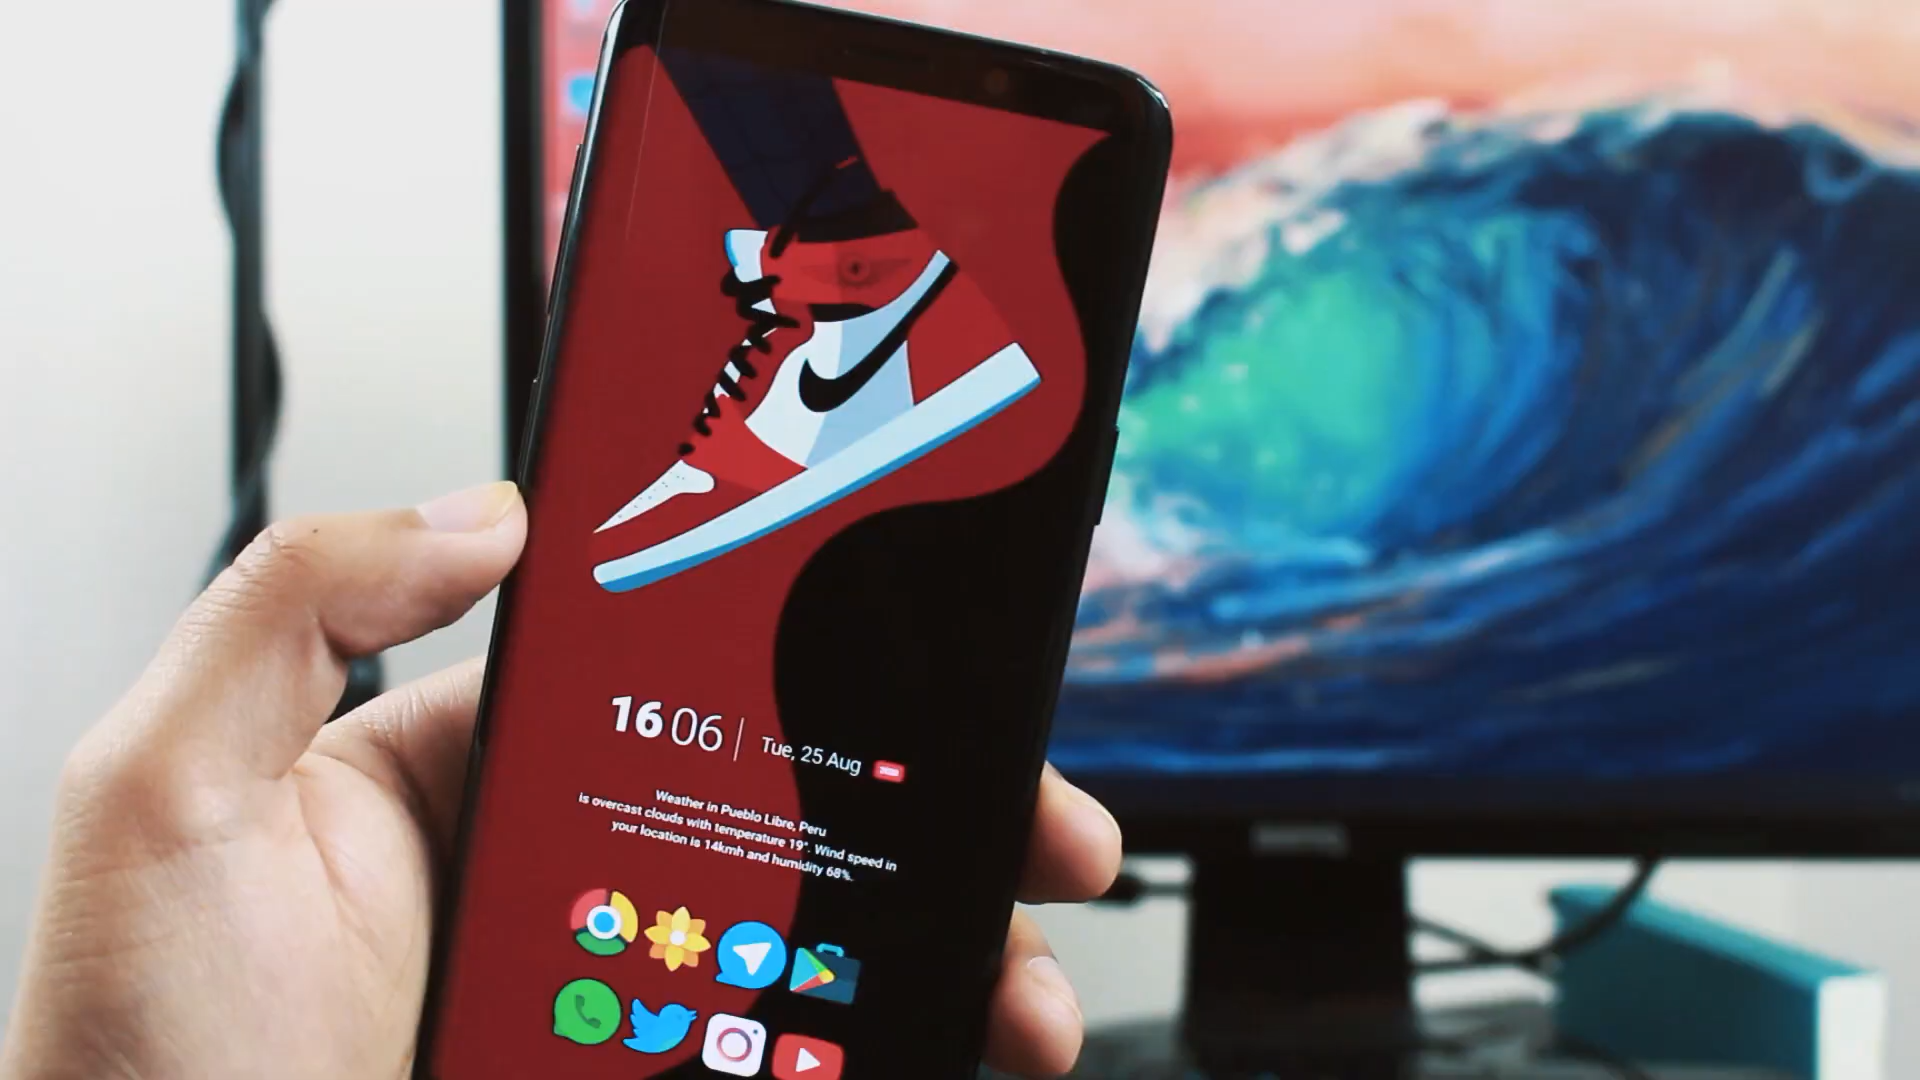 16 06
Tue, 25 Aug 2020
Weather in Pueblo Libre, Peru
is overcast clouds with temperature 19°. Wind speed in
your location is 14kmh and humidity 68%.